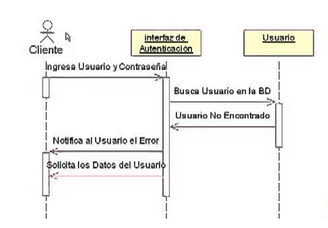 Cliente
interfaz de
Autenticación
Usuario
Ingresa Usuario y Contraseña
Busca Usuario en la BD
Usuario No Encontrado
Notifica al Usuario el Error
Solicita los Datos del Usuario